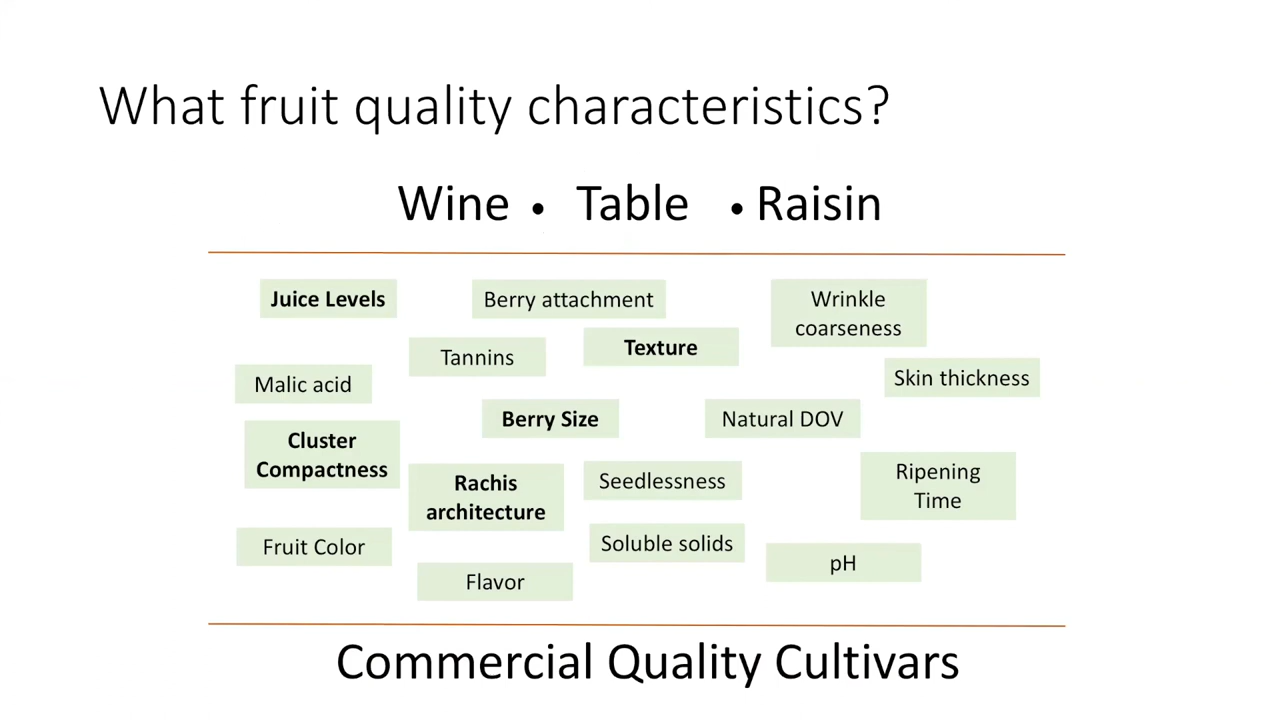 What fruit quality characteristics?
Wine • Table • Raisin
Juice Levels
Berry attachment
Wrinkle
coarseness
Tannins
Texture
Malic acid
Skin thickness
Berry Size
Natural DOV
Cluster
Compactness
Rachis
architecture
Seedlessness
Ripening
Time
Fruit Color
Soluble solids
pH
Flavor
Commercial Quality Cultivars